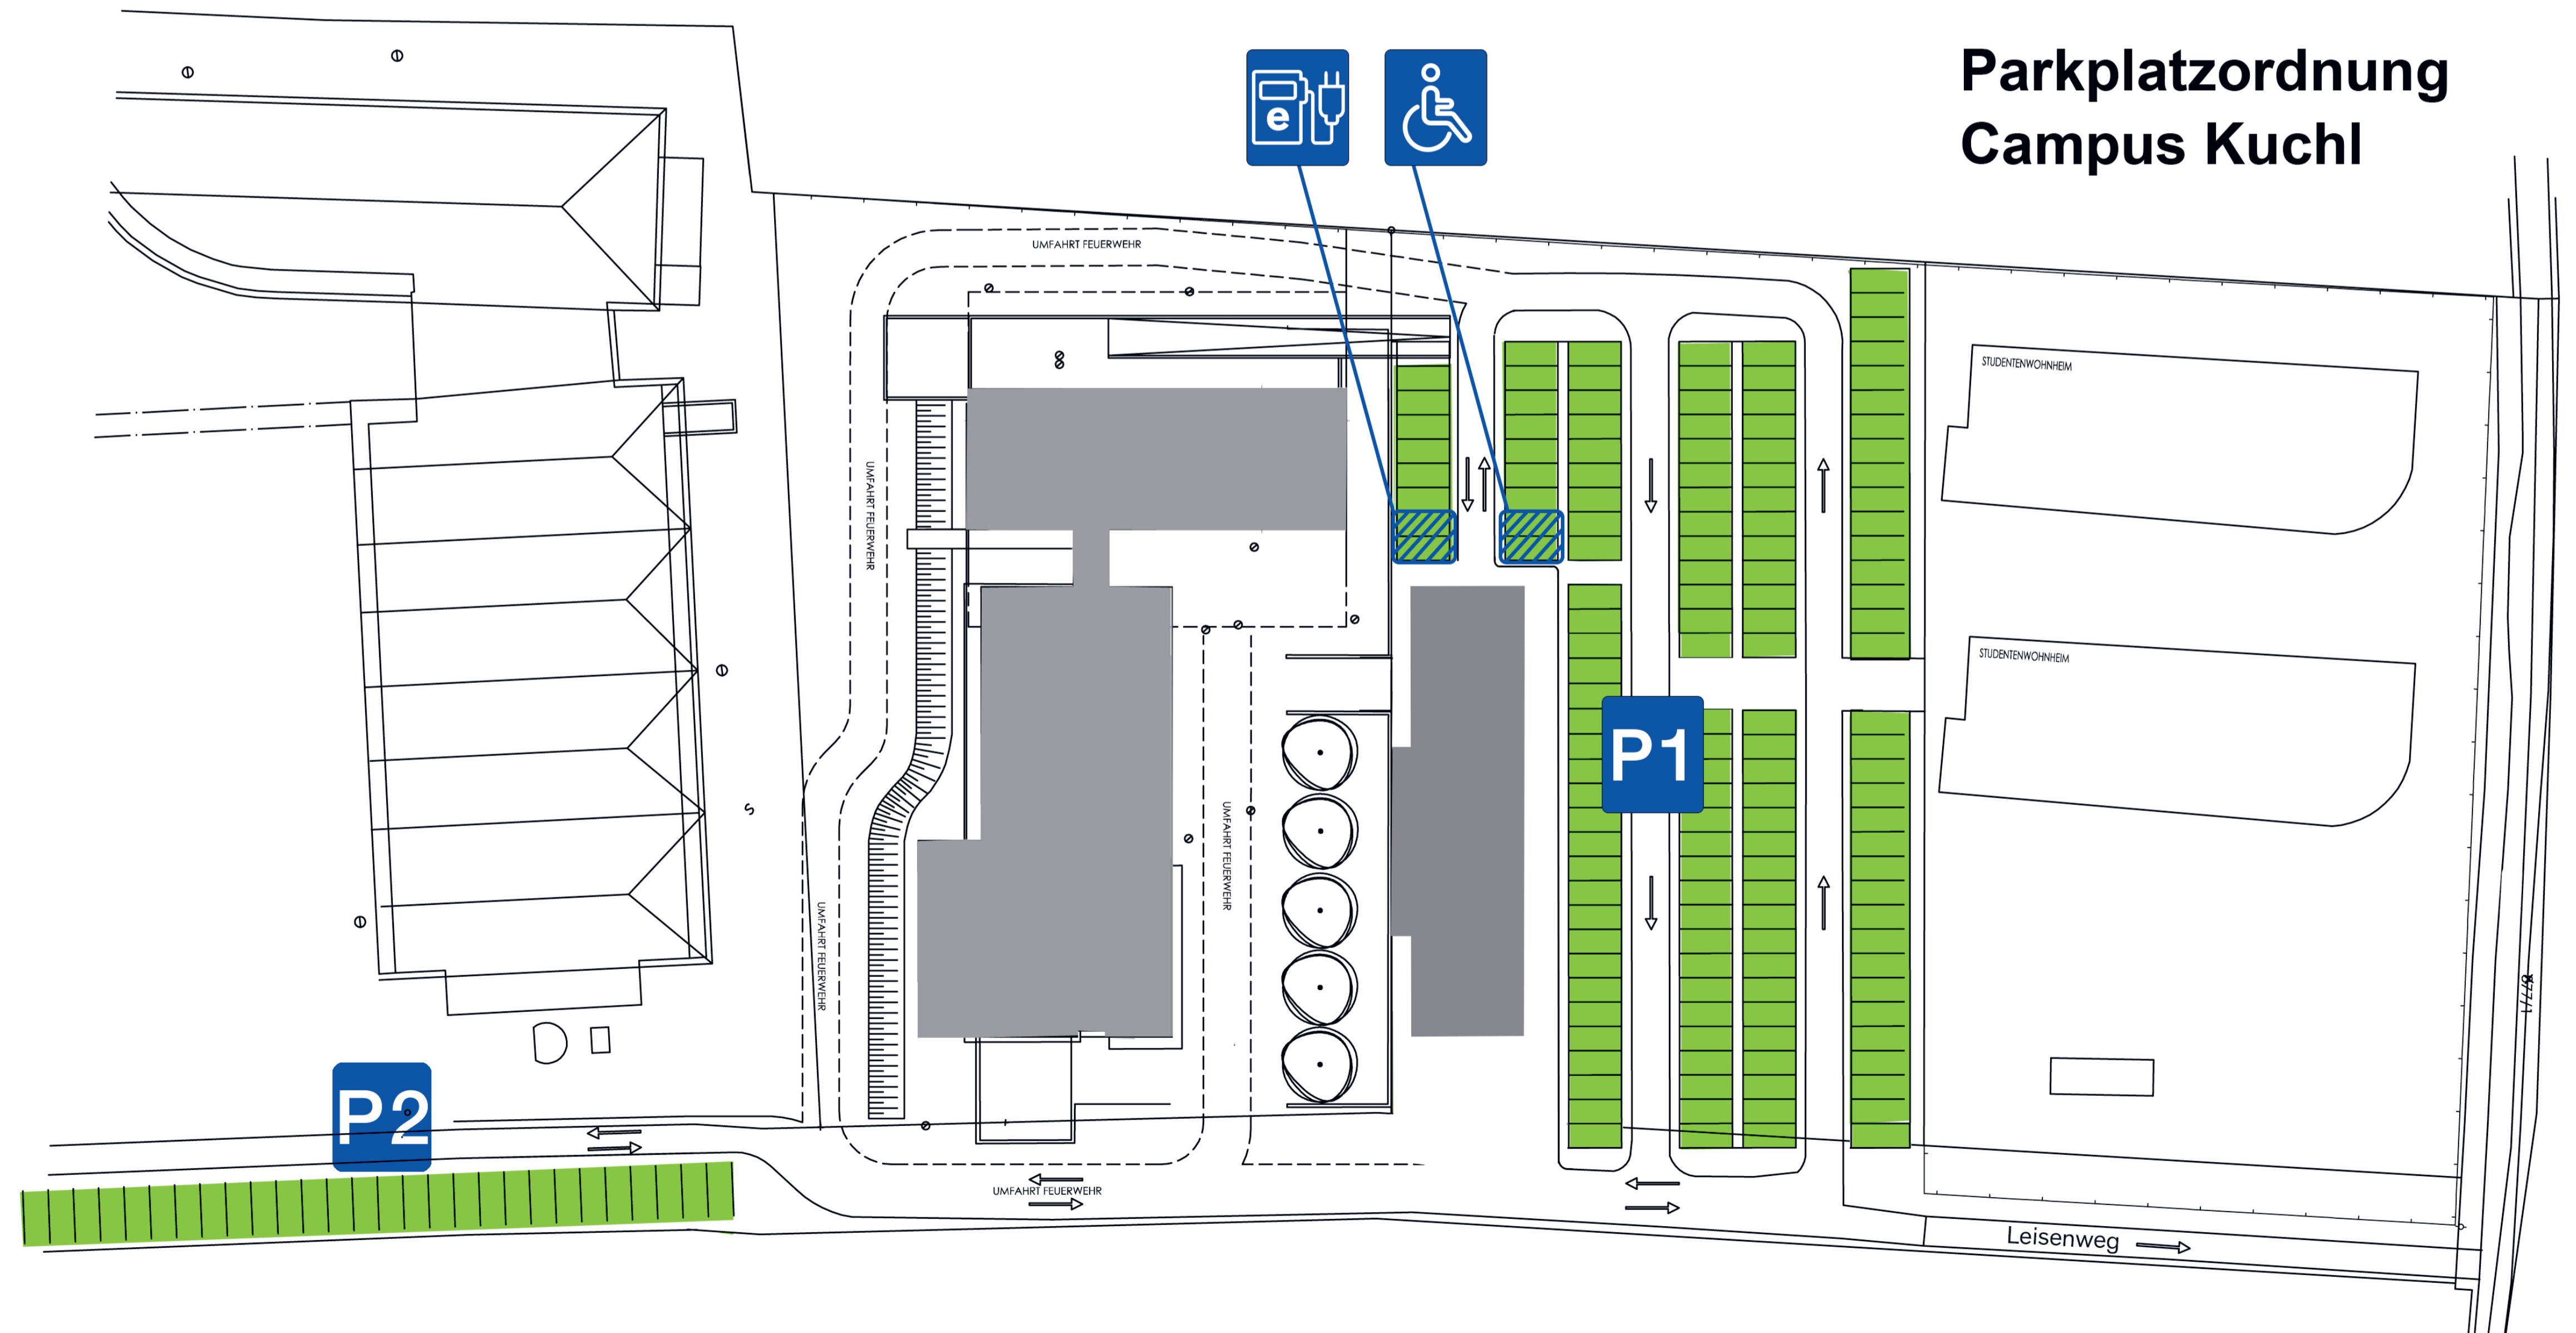 Parkplatzordnung
Campus Kuchl
e
UMFAHRT FEUERWEHR
STUDENTENWOHNHEIM
UMFAHRT FEUERWEHR
STUDENTENWOHNHEIM
P1
UMFAHRT FEUERWEHR
UMFAHRT FEUERWEHR
S
P2
UMFAHRT FEUERWEHR
Leisenweg